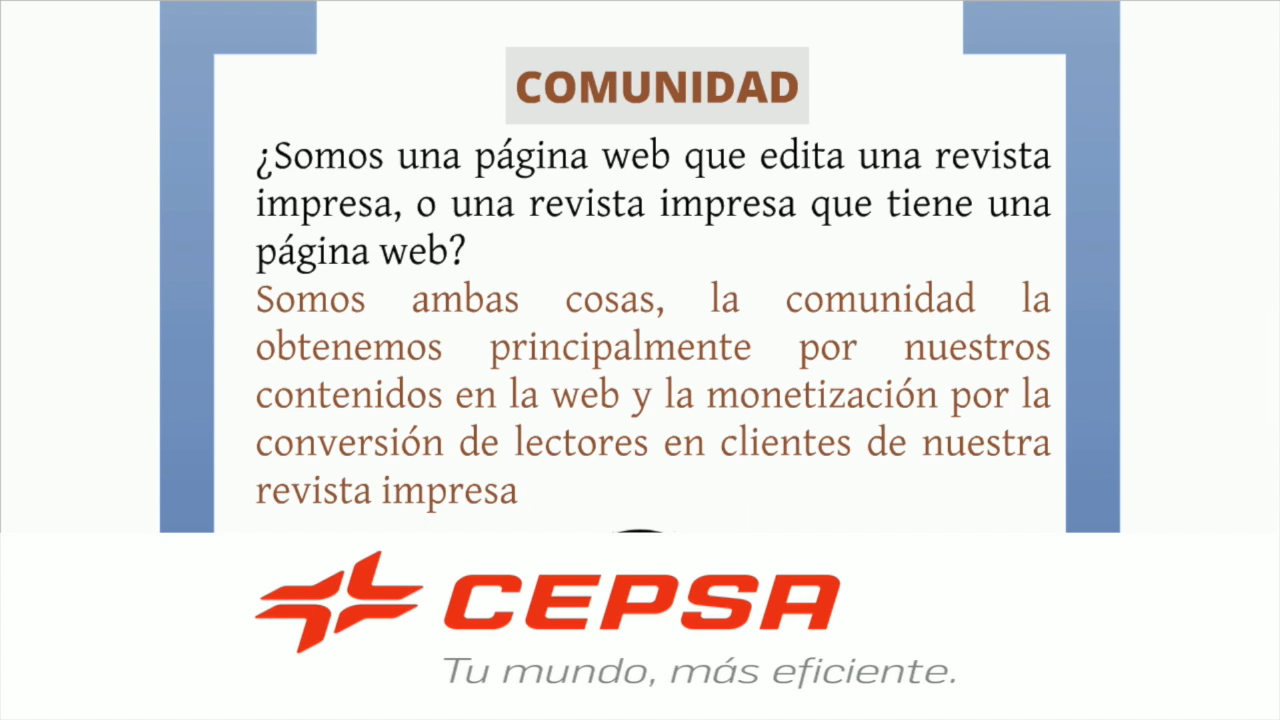 COMUNIDAD
¿Somos una página web que edita una revista
impresa, o una revista impresa que tiene una
página web?
Somos ambas cosas, la comunidad la
obtenemos principalmente por nuestros
contenidos en la web y la monetización por la
conversión de lectores en clientes de nuestra
revista impresa
CEPSA
Tu mundo, más eficiente.